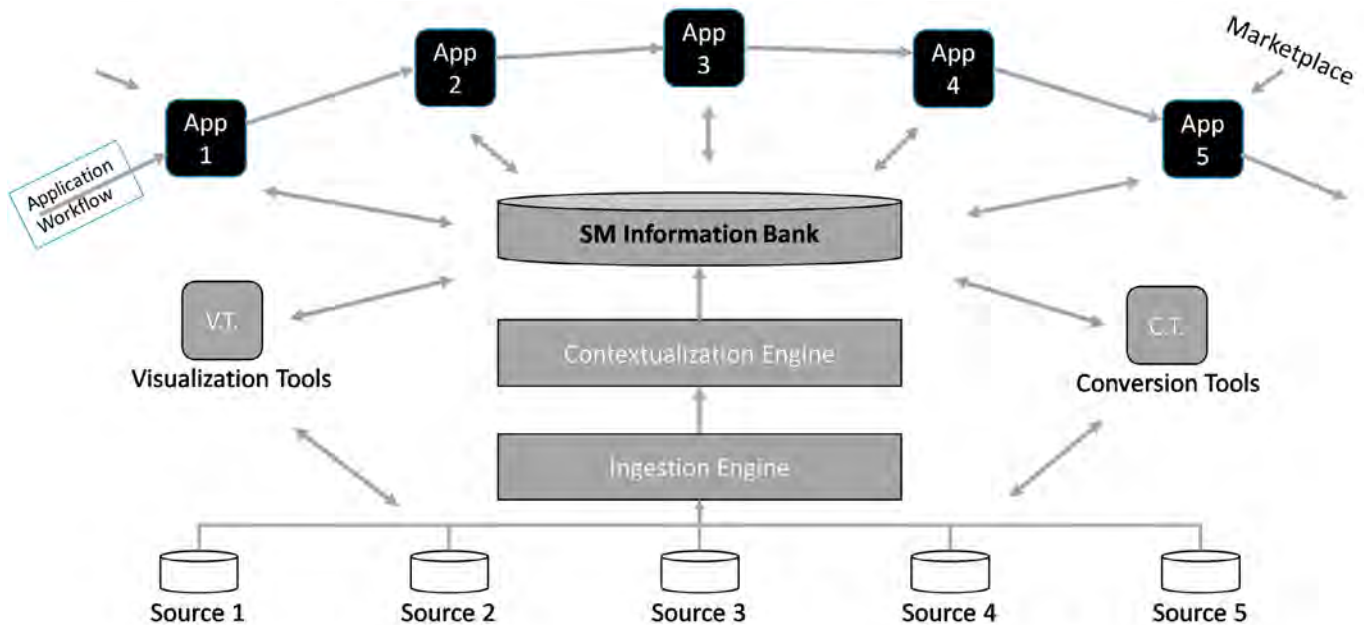 App
3
App
2
App
4
Marketplace
App
1
App
5
Application
Workflow
SM Information Bank
V.T.
C.T.
Contextualization Engine
Visualization Tools
Conversion Tools
Ingestion Engine
Source 1
Source 2
Source 3
Source 4
Source 5